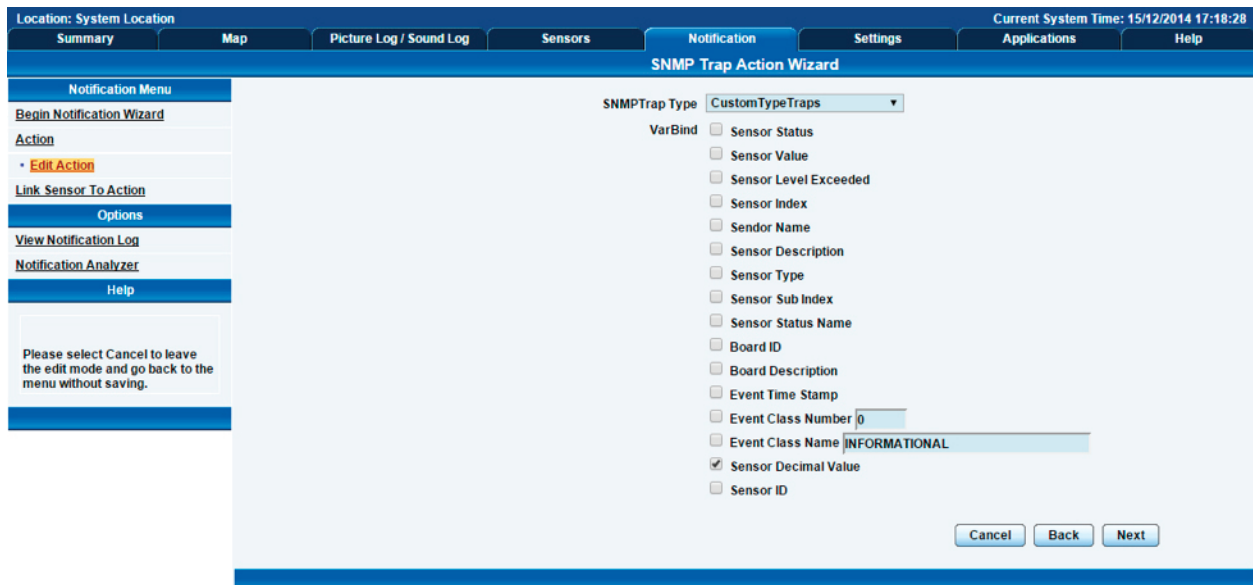 Location: System Location Current System Time: 15/12/2014 17:18:28
Summary Map Picture Log / Sound Log Sensors Notification Settings Applications Help
SNMP Trap Action Wizard
Notification Menu
Begin Notification Wizard
Action
• Edit Action
Link Sensor To Action
Options
View Notification Log
Notification Analyzer
Help
Please select Cancel to leave
the edit mode and go back to the
menu without saving.
SNMPTrap Type CustomTypeTraps
VarBind Sensor Status
Sensor Value
Sensor Level Exceeded
Sensor Index
Sendor Name
Sensor Description
Sensor Type
Sensor Sub Index
Sensor Status Name
Board ID
Board Description
Event Time Stamp
Event Class Number 0
Event Class Name INFORMATIONAL
Sensor Decimal Value
Sensor ID
Cancel Back Next